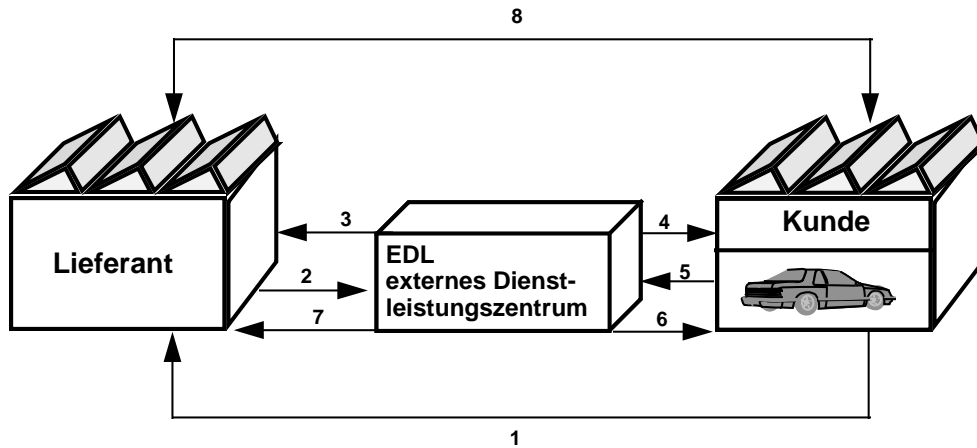 8
3
4
Kunde
Lieferant
EDL
externes Dienst-
leistungszentrum
2
5
7
6
1